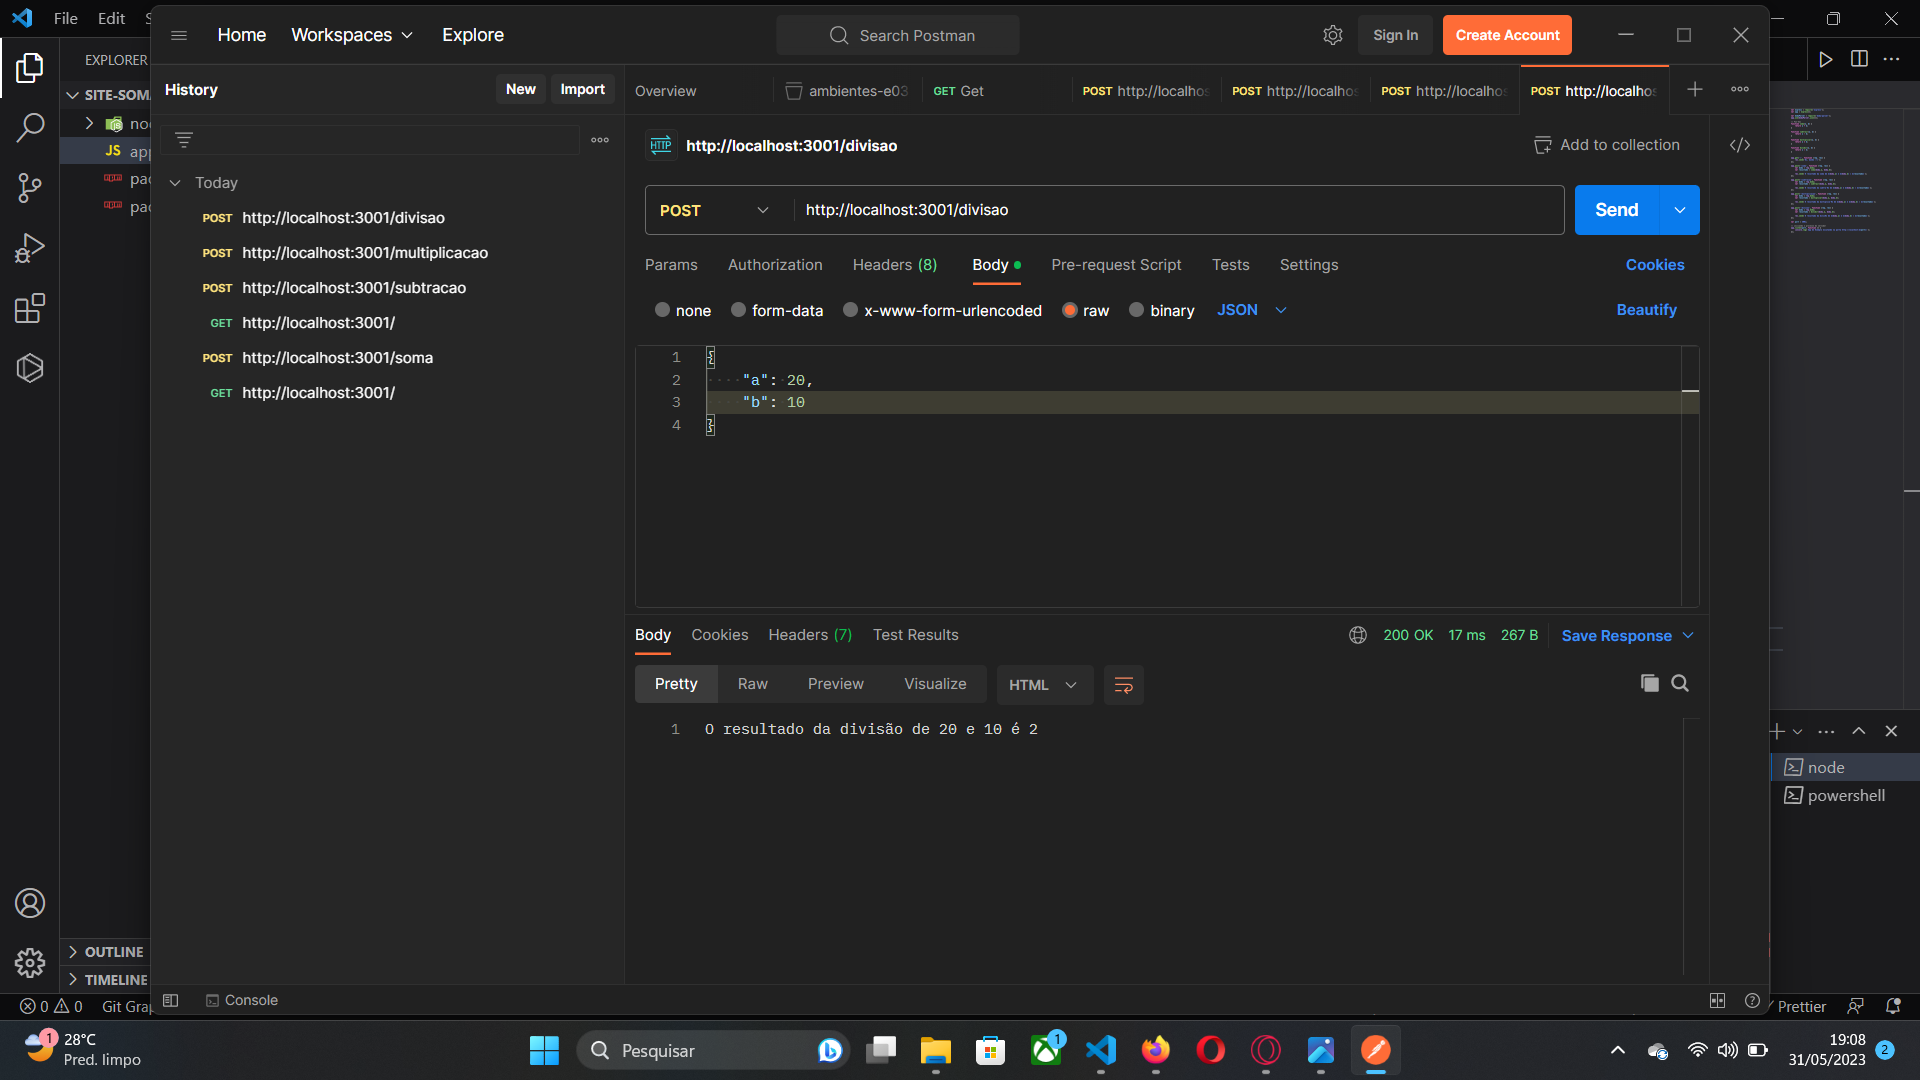 File Edit
Home Workspaces Explore
Search Postman
Sign In
Create Account
EXPLORER
History
New
Import
Overview
ambientes-e03
GET Get
POST http://localhos
POST http://localhos
POST http://localhos
POST http://localhos
SITE-SOM
JS
HTTP http://localhost:3001/divisao
Add to collection
Today
POST http://localhost:3001/divisao
POST http://localhost:3001/multiplicacao
POST http://localhost:3001/subtracao
GET http://localhost:3001/
POST http://localhost:3001/soma
GET http://localhost:3001/
POST
http://localhost:3001/divisao
Send
Params Authorization Headers (8) Body Pre-request Script Tests Settings
Cookies
none form-data x-www-form-urlencoded raw binary JSON
Beautify
1 {
2 "a": 20,
3 "b": 10
4 }
Body Cookies Headers (7) Test Results
200 OK 17 ms 267 B
Save Response
Pretty Raw Preview Visualize
HTML
1 O resultado da divisão de 20 e 10 é 2
node
powershell
OUTLINE
TIMELINE
Console
0 0 Git Gra
Prettier
1
28°C
Pred. limpo
Pesquisar
1
19:08
31/05/2023
2